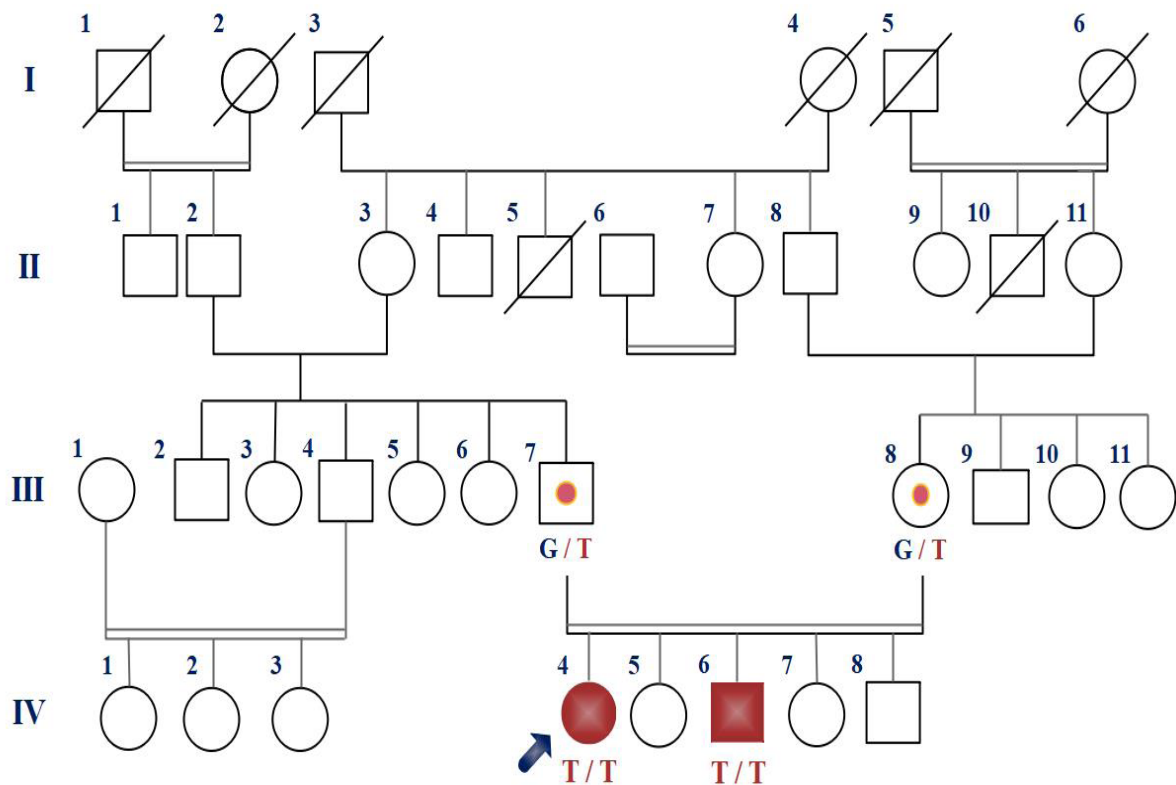 1 2 3 4 5 6
I
1 2 3 4 5 6 7 8 9 10 11
II
1 2 3 4 5 6 7 8 9 10 11
III
G / T G / T
1 2 3 4 5 6 7 8
IV
T / T T / T